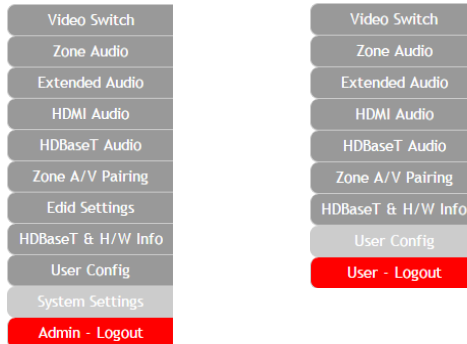 Video Switch
Zone Audio
Extended Audio
HDMI Audio
HDBaseT Audio
Zone A/V Pairing
Edid Settings
HDBaseT & H/W Info
User Config
System Settings
Admin - Logout
Video Switch
Zone Audio
Extended Audio
HDMI Audio
HDBaseT Audio
Zone A/V Pairing
HDBaseT & H/W Info
User Config
User - Logout